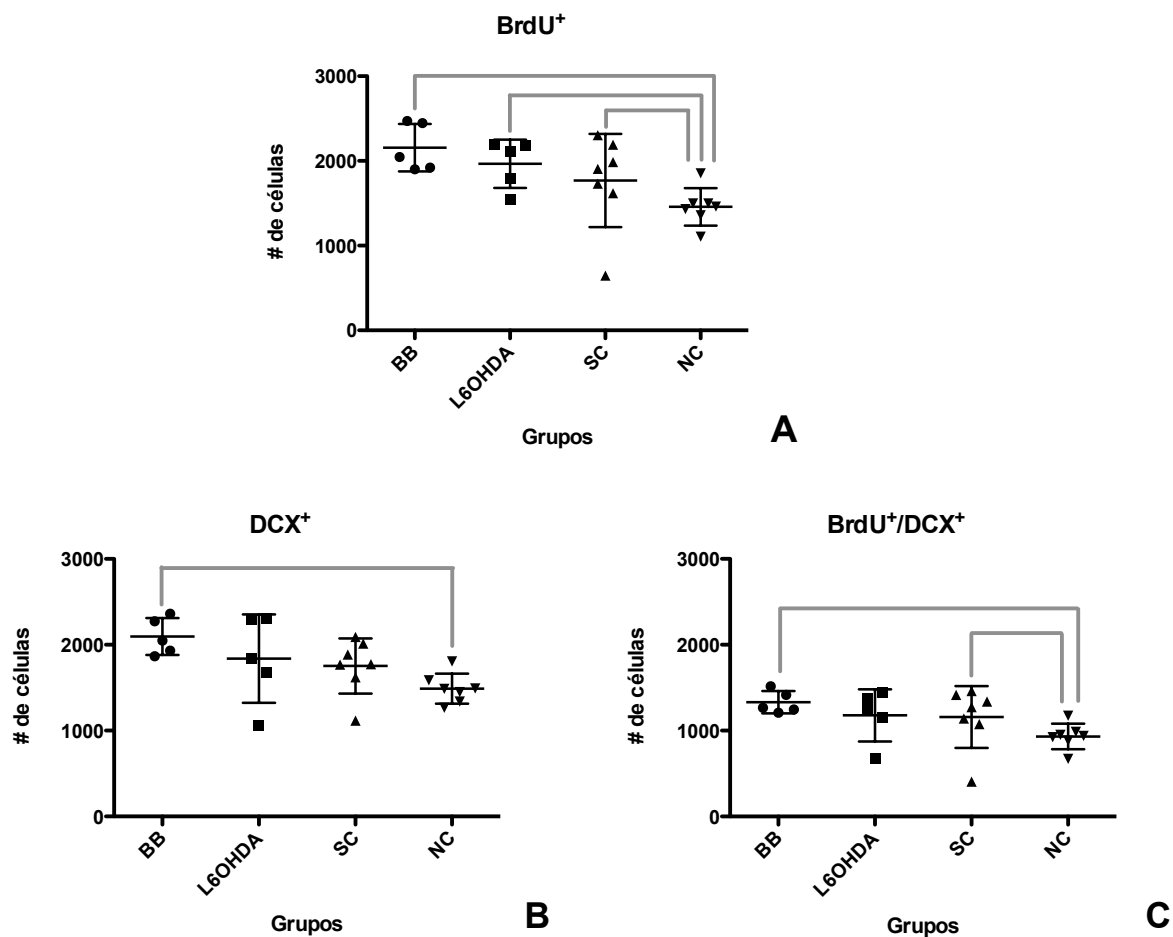 BrdU⁺
3000
2000
1000
0
# de células
BB
L6OHDA
SC
NC
Grupos
A
DCX⁺
3000
2000
1000
0
# de células
BB
L6OHDA
SC
NC
Grupos
B
BrdU⁺/DCX⁺
3000
2000
1000
0
# de células
BB
L6OHDA
SC
NC
Grupos
C